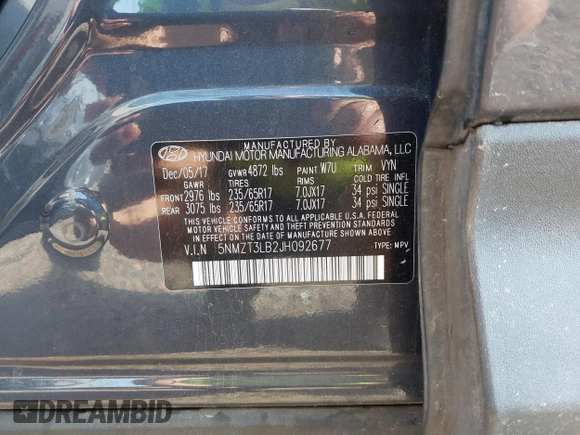 MANUFACTURED BY
HYUNDAI MOTOR MANUFACTURING ALABAMA, LLC
Dec/05/17 GVWR 4872 lbs PAINT W7U TRIM VYN
GAWR TIRES RIMS COLD TIRE INFL
FRONT 2976 lbs 235/65R17 7.0JX17 34 psi SINGLE
REAR 3075 lbs 235/65R17 7.0JX17 34 psi SINGLE
THIS VEHICLE CONFORMS TO ALL APPLICABLE U.S.A. FEDERAL
MOTOR VEHICLE SAFETY AND THEFT PREVENTION STANDARDS
IN EFFECT ON THE DATE OF MANUFACTURE SHOWN ABOVE.
V.I.N 5NMZT3LB2JH092677 TYPE: MPV
DREAMBID